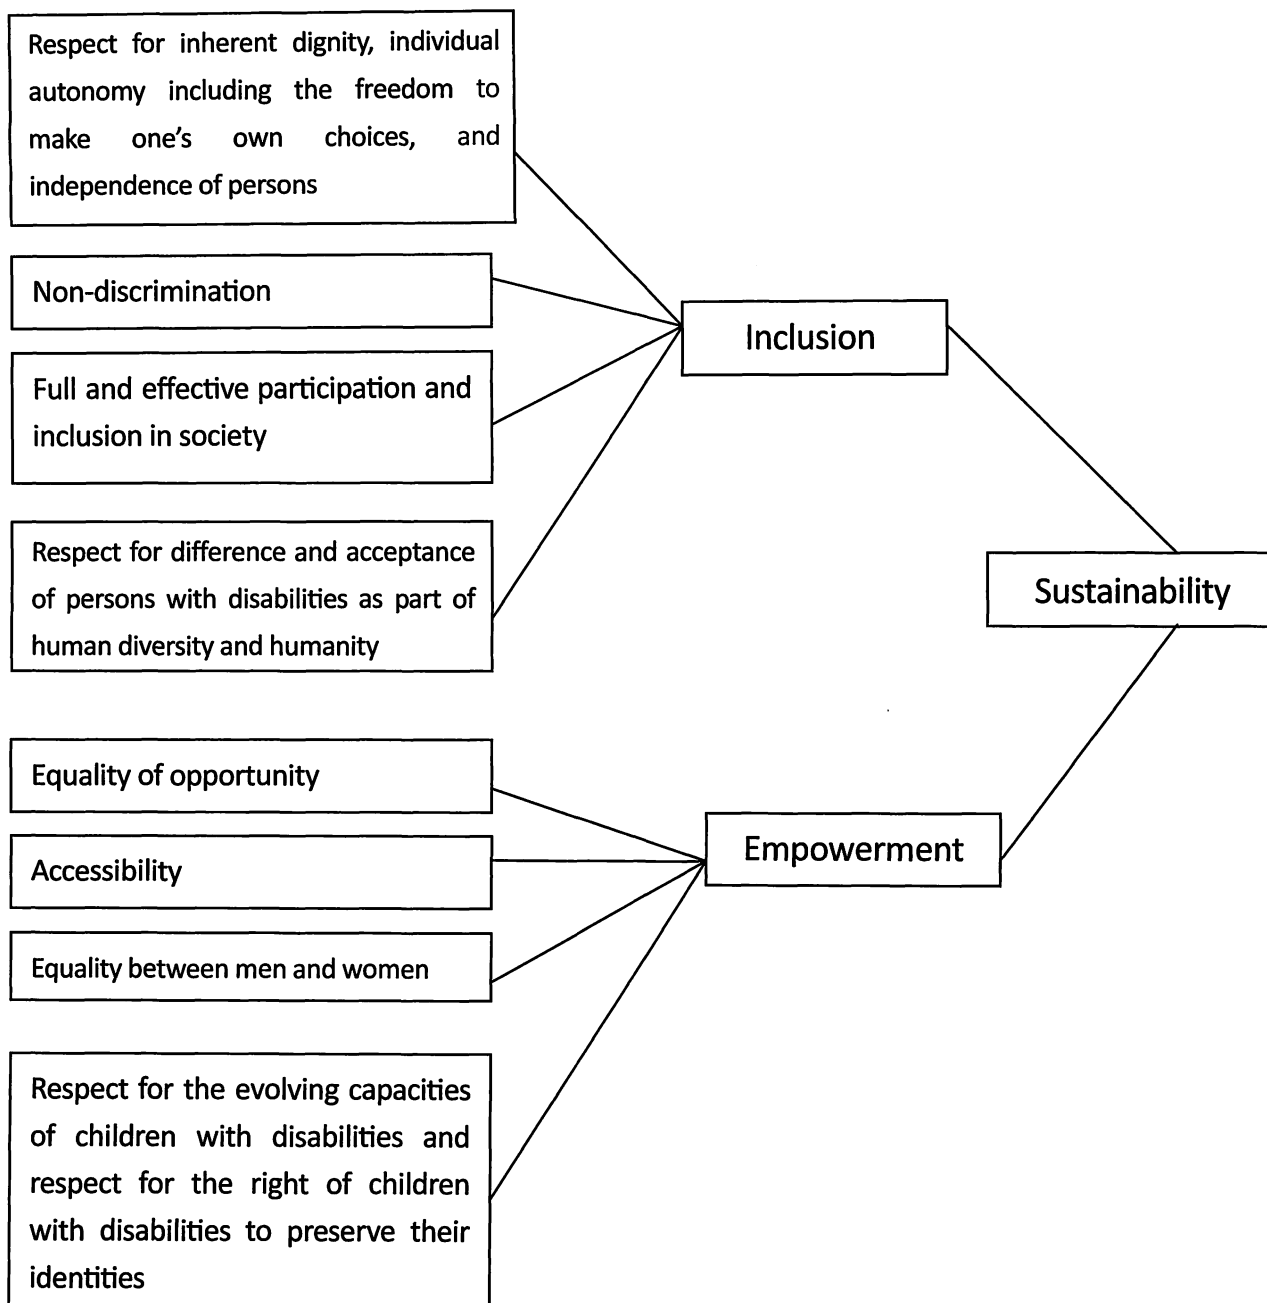 Respect for inherent dignity, individual
autonomy including the freedom to
make one's own choices, and
independence of persons
Non-discrimination
Full and effective participation and
inclusion in society
Respect for difference and acceptance
of persons with disabilities as part of
human diversity and humanity
Inclusion
Sustainability
Equality of opportunity
Accessibility
Equality between men and women
Respect for the evolving capacities
of children with disabilities and
respect for the right of children
with disabilities to preserve their
identities
Empowerment